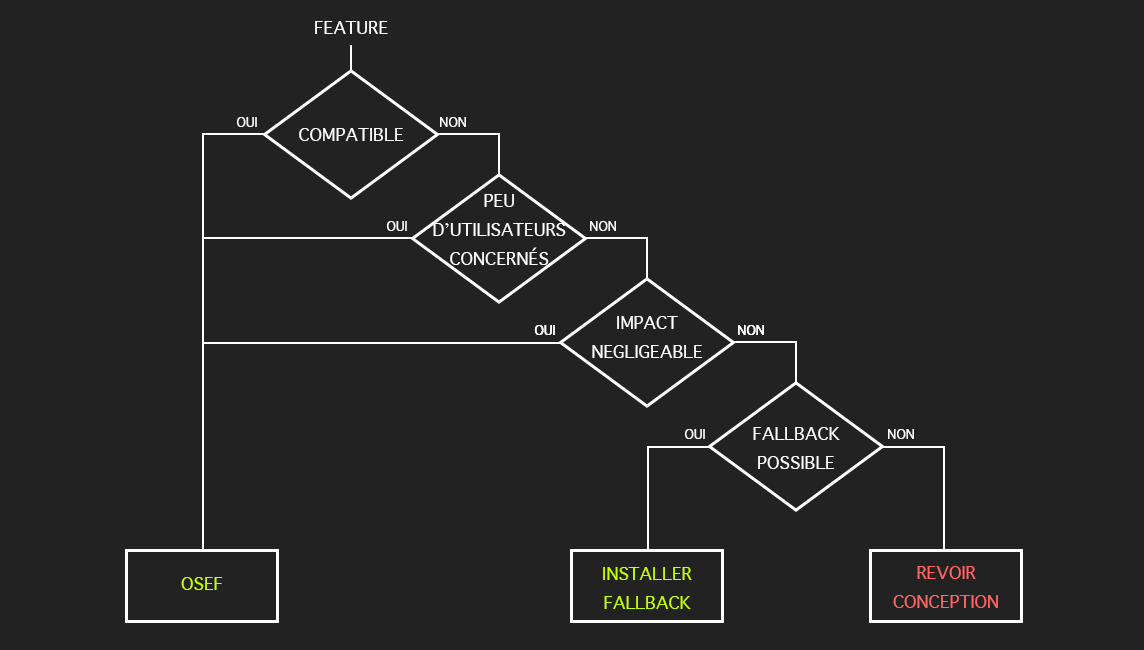 FEATURE
OUI
NON
COMPATIBLE
OUI
NON
PEU
D’UTILISATEURS
CONCERNÉS
OUI
NON
IMPACT
NEGLIGEABLE
OUI
NON
FALLBACK
POSSIBLE
OSEF
INSTALLER
FALLBACK
REVOIR
CONCEPTION